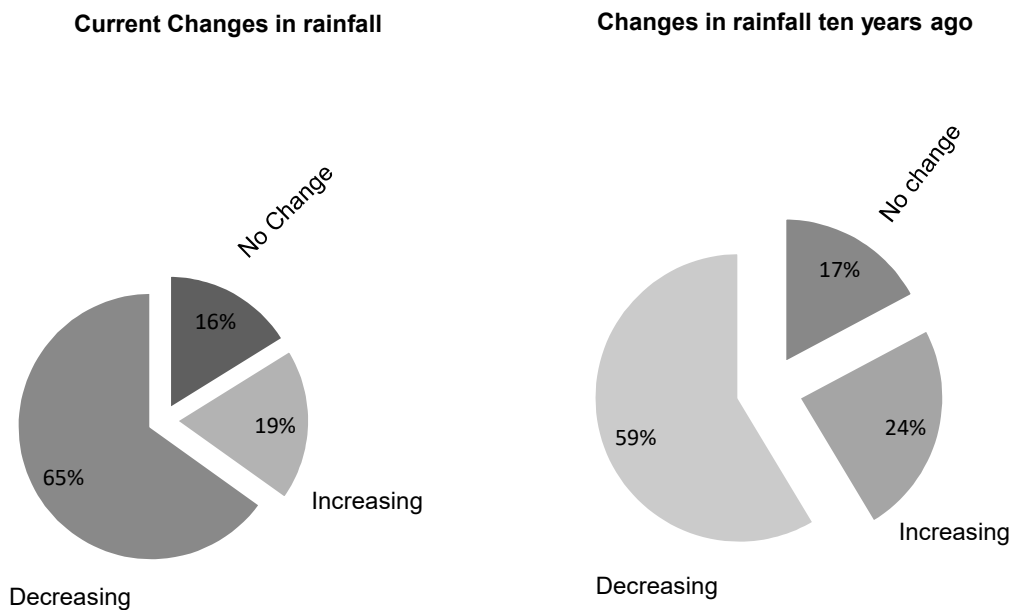 Current Changes in rainfall
No Change
16%
19%
65%
Increasing
Decreasing
Changes in rainfall ten years ago
No change
17%
24%
59%
Increasing
Decreasing